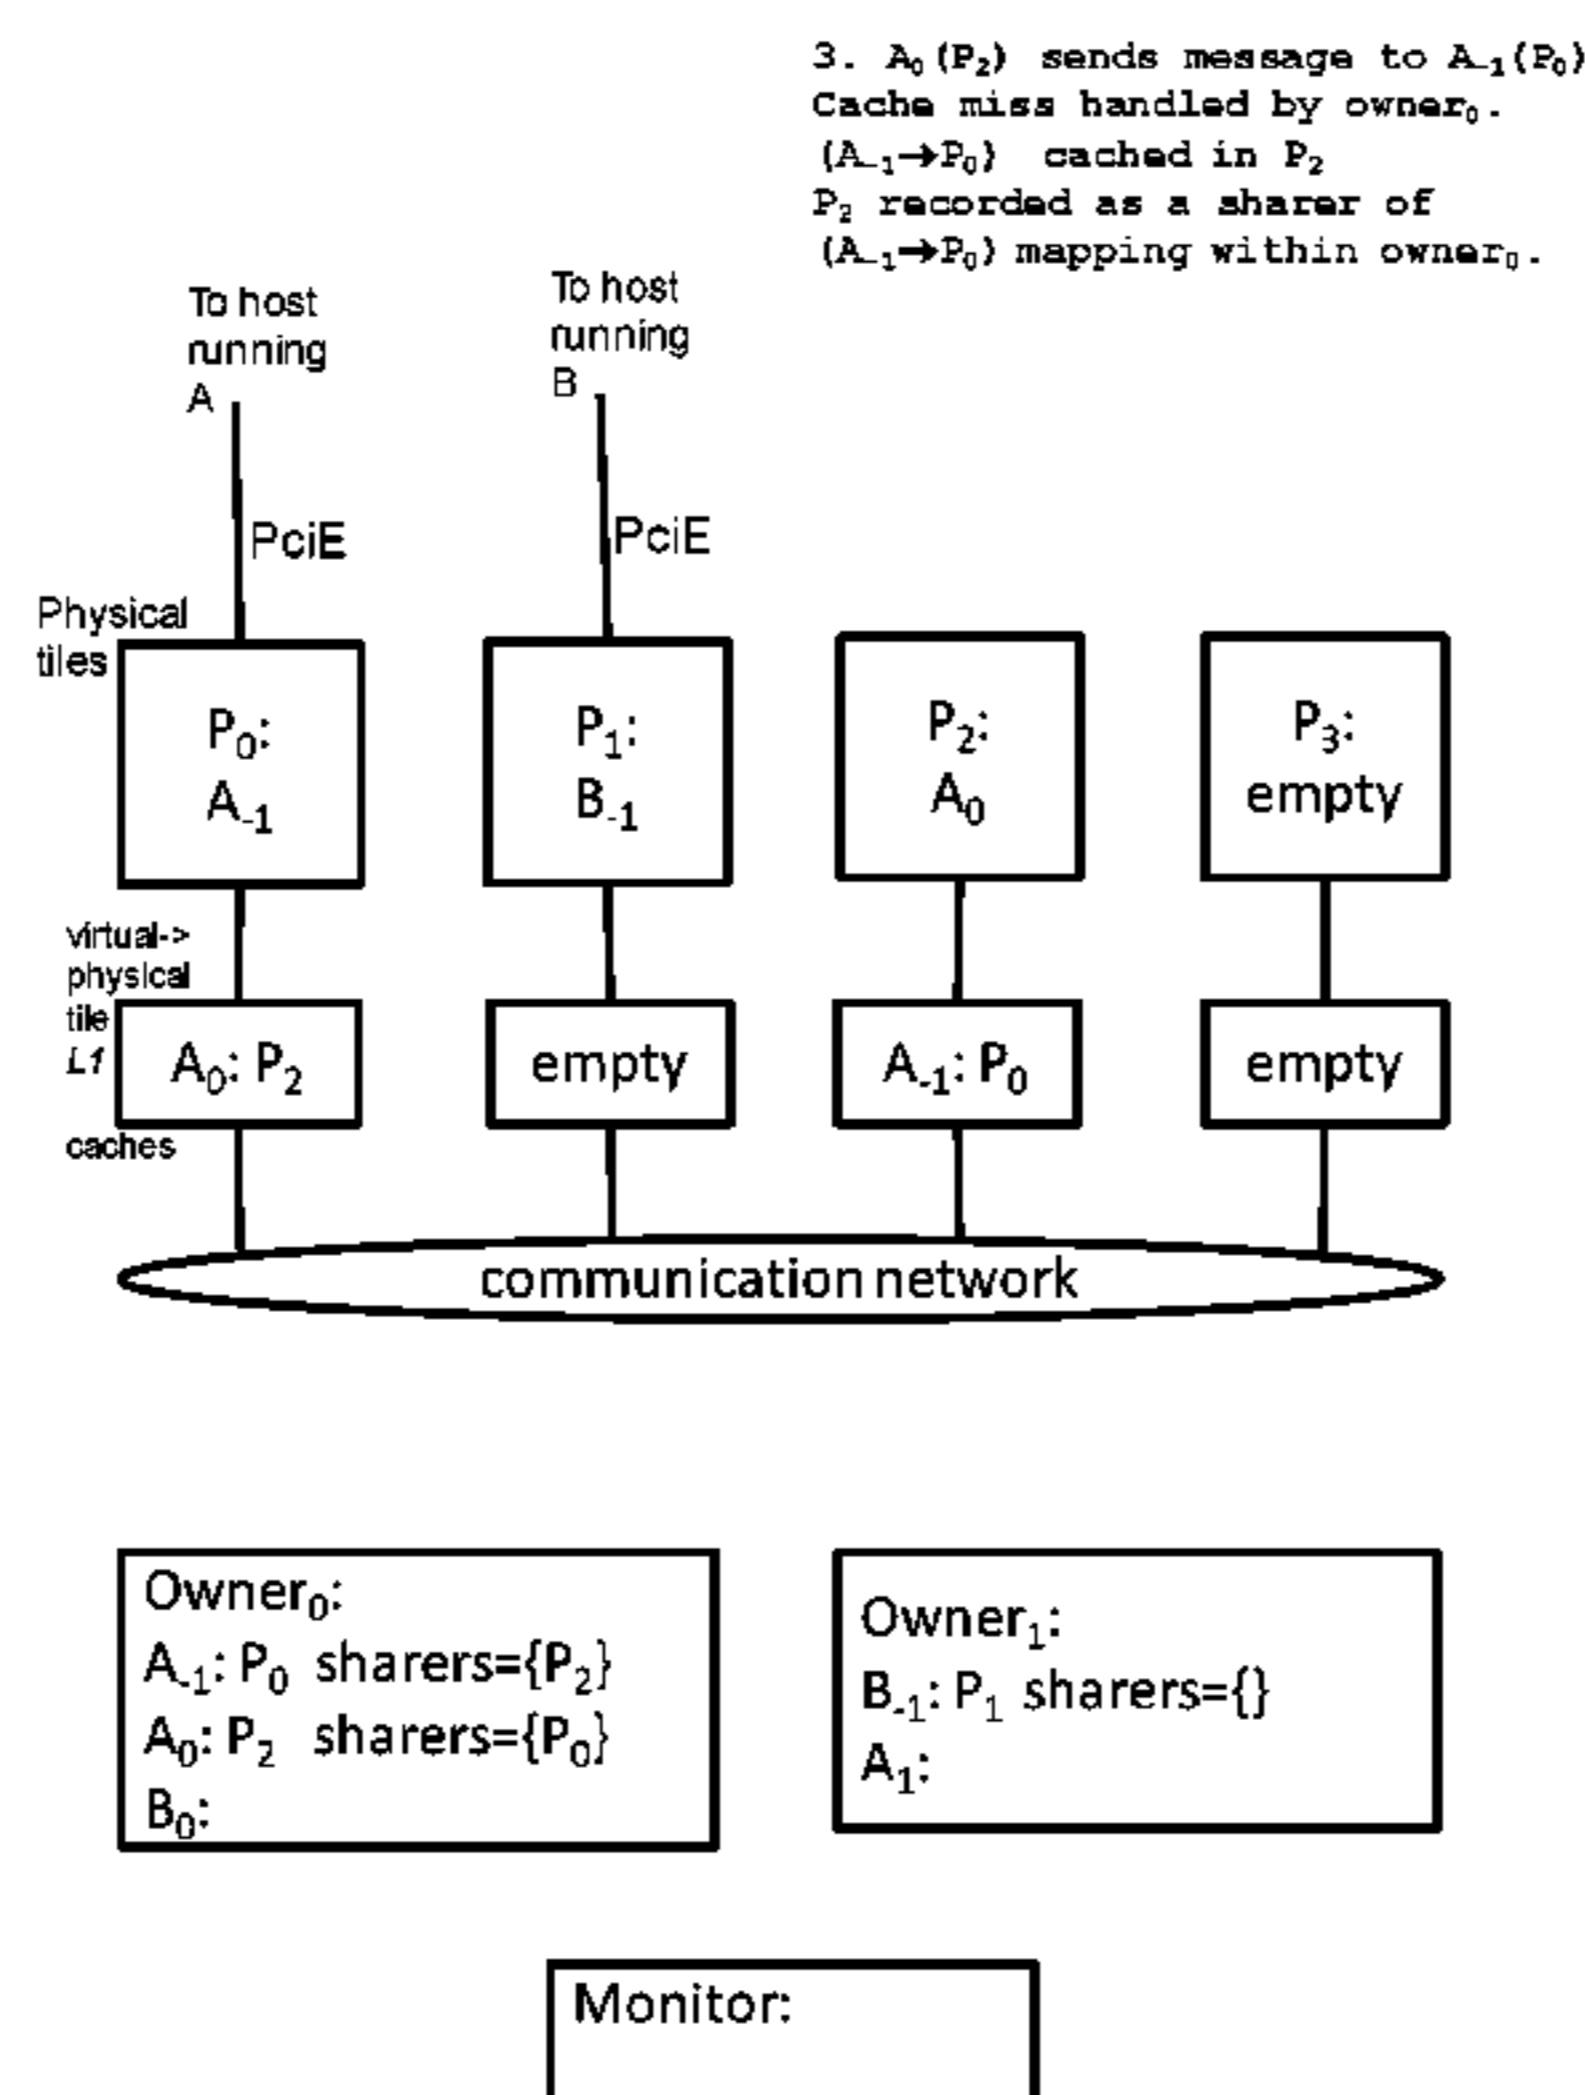 3. A₀(P₂) sends message to A₋₁(P₀)
Cache miss handled by owner₀.
(A₋₁→P₀) cached in P₂
P₂ recorded as a sharer of
(A₋₁→P₀) mapping within owner₀.
To host
running
A
To host
running
B
PciE
PciE
Physical
tiles
P₀:
A₋₁
P₁:
B₋₁
P₂:
A₀
P₃:
empty
virtual->
physical
tile
L1
caches
A₀: P₂
empty
A₋₁: P₀
empty
communication network
Owner₀:
A₋₁: P₀ sharers={P₂}
A₀: P₂ sharers={P₀}
B₀:
Owner₁:
B₋₁: P₁ sharers={}
A₁:
Monitor: